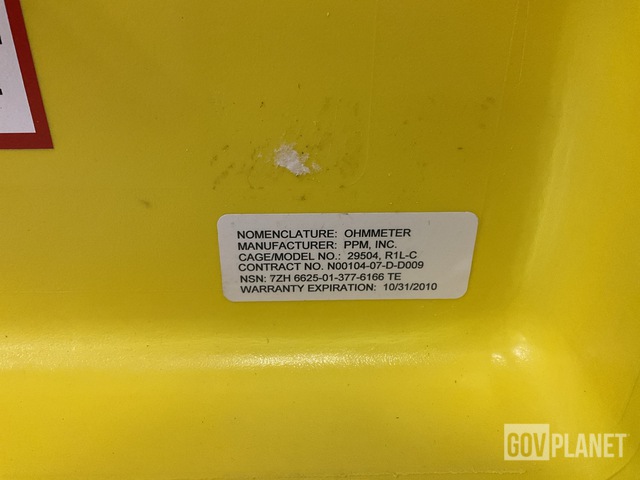 NOMENCLATURE: OHMMETER
MANUFACTURER: PPM, INC.
CAGE/MODEL NO.: 29504, R1L-C
CONTRACT NO. N00104-07-D-D009
NSN: 7ZH 6625-01-377-6166 TE
WARRANTY EXPIRATION: 10/31/2010
GOVPLANET